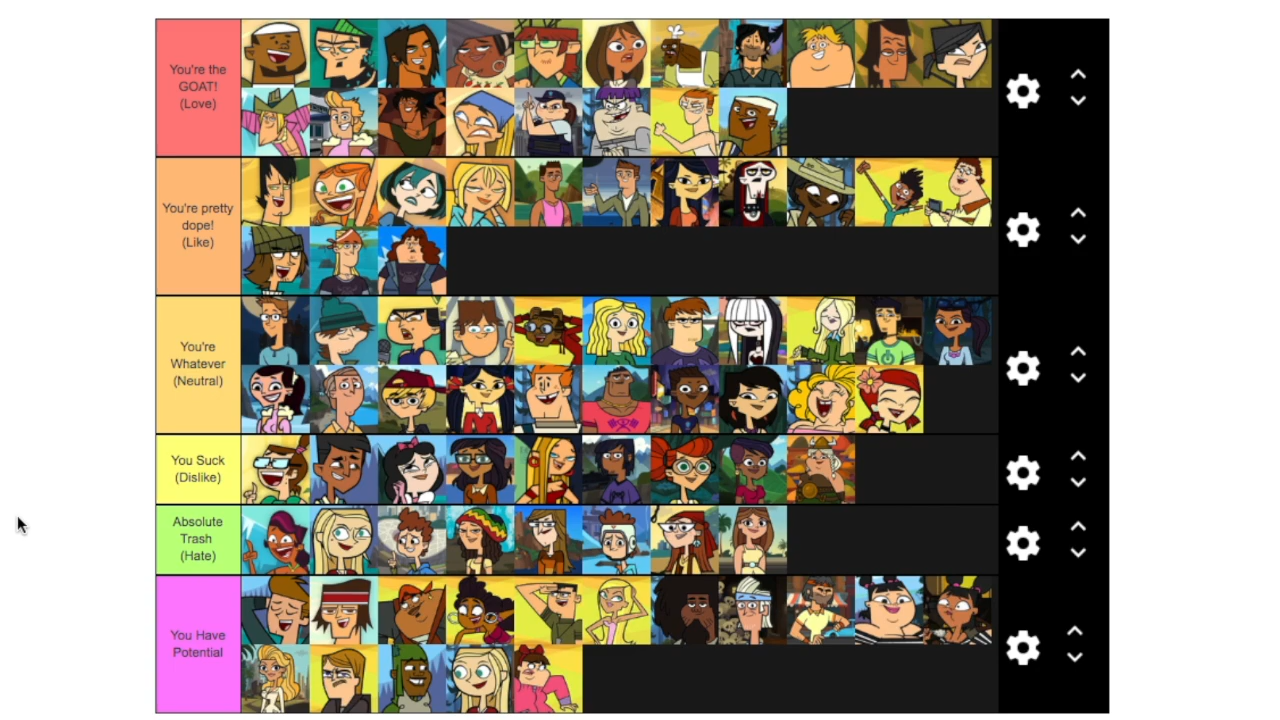 You're the
GOAT!
(Love)
You're pretty
dope!
(Like)
You're
Whatever
(Neutral)
You Suck
(Dislike)
Absolute
Trash
(Hate)
You Have
Potential